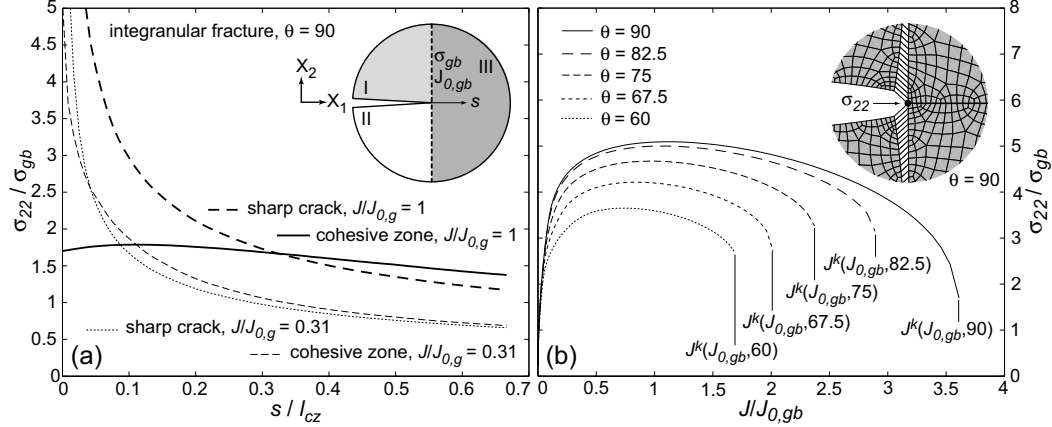 σ22 / σgb
5
4.5
4
3.5
3
2.5
2
1.5
1
0.5
0
integranular fracture, θ = 90
X2
X1
I
II
III
σgb
J0,gb
s
sharp crack, J/J0,g = 1
cohesive zone, J/J0,g = 1
sharp crack, J/J0,g = 0.31
cohesive zone, J/J0,g = 0.31
(a)
0 0.1 0.2 0.3 0.4 0.5 0.6 0.7
s / lcz
θ = 90
θ = 82.5
θ = 75
θ = 67.5
θ = 60
σ22
θ = 90
J^k(J0,gb,82.5)
J^k(J0,gb,75)
J^k(J0,gb,67.5)
J^k(J0,gb,60)
J^k(J0,gb,90)
(b)
0 0.5 1 1.5 2 2.5 3 3.5 4
J/J0,gb
8
7
6
5
4
3
2
1
0
σ22 / σgb